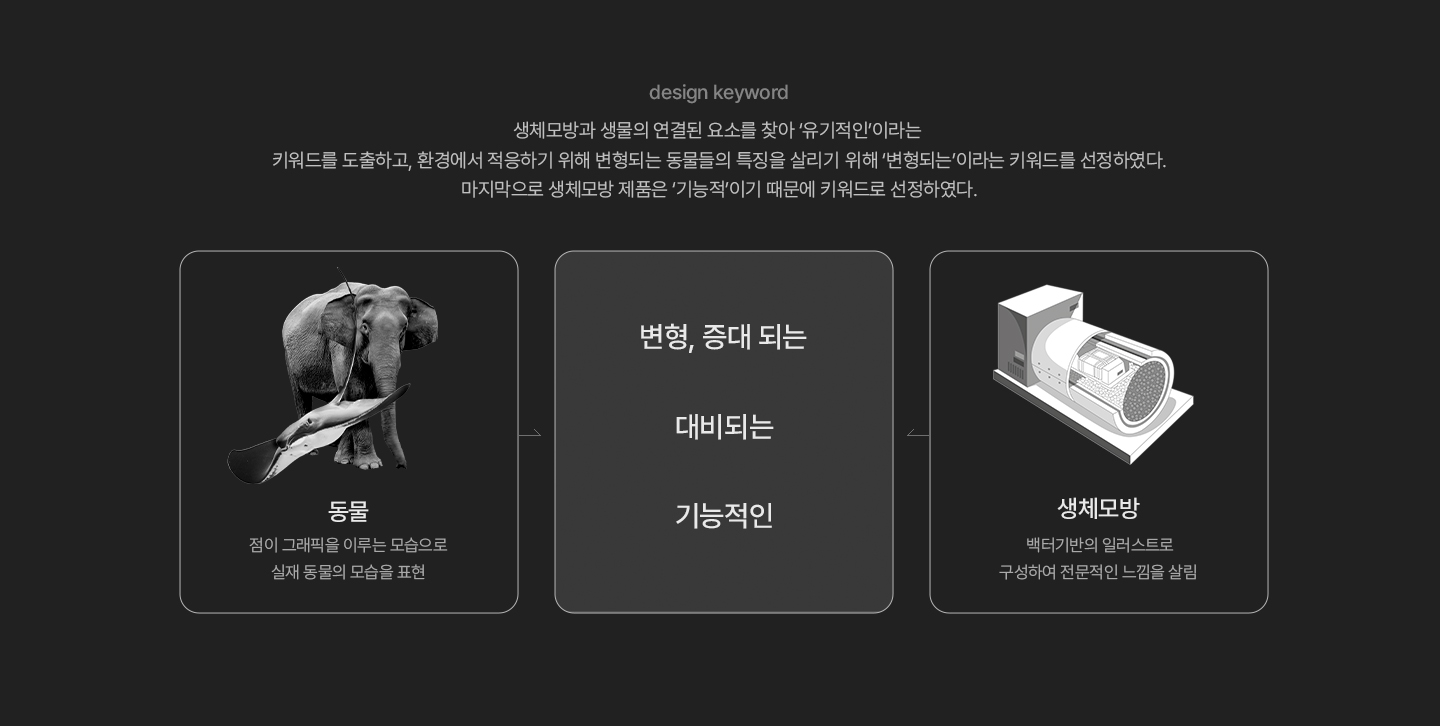 design keyword
생체모방과 생물의 연결된 요소를 찾아 ‘유기적인’이라는
키워드를 도출하고, 환경에서 적응하기 위해 변형되는 동물들의 특징을 살리기 위해 ‘변형되는’이라는 키워드를 선정하였다.
마지막으로 생체모방 제품은 ‘기능적’이기 때문에 키워드로 선정하였다.
동물
점이 그래픽을 이루는 모습으로
실재 동물의 모습을 표현
변형, 증대 되는
대비되는
기능적인
생체모방
백터기반의 일러스트로
구성하여 전문적인 느낌을 살림